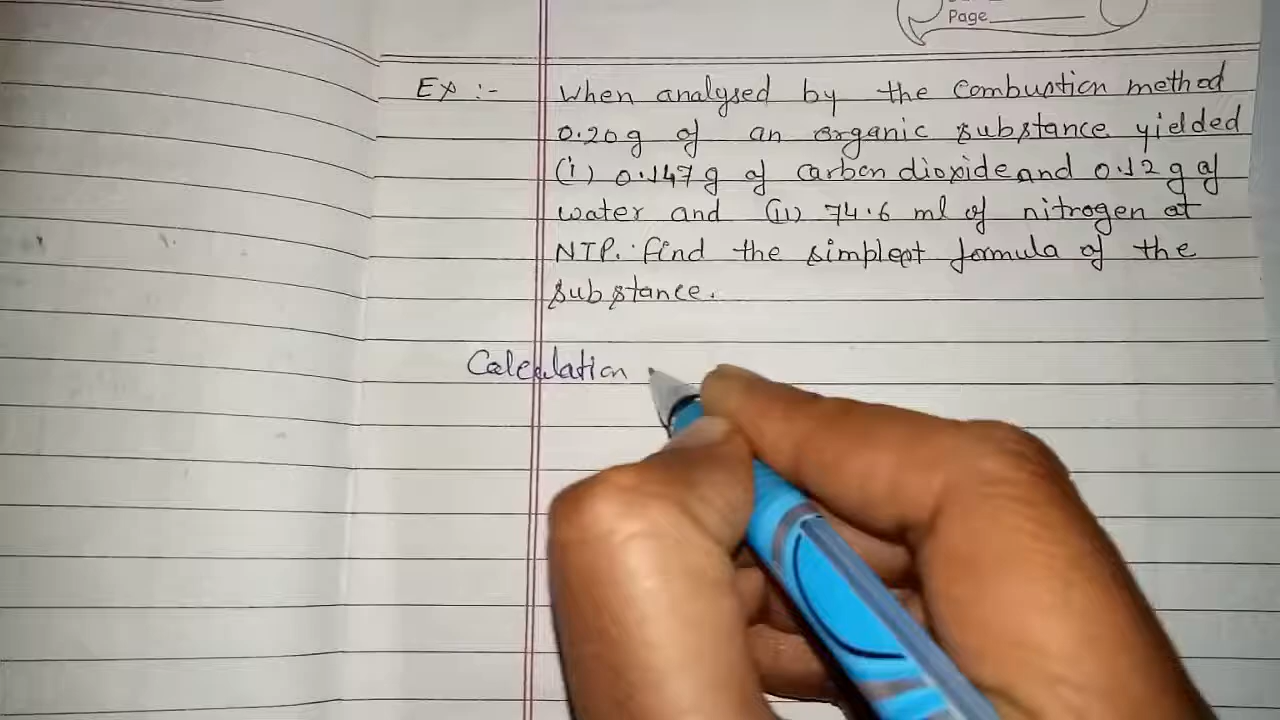 Page
Ex :- When analysed by the combustion method
0.20g of an organic substance yielded
(i) 0.147g of carbon dioxide and 0.12 g of
water and (ii) 74.6 ml of nitrogen at
NTP. find the simplest formula of the
substance.
Calculation